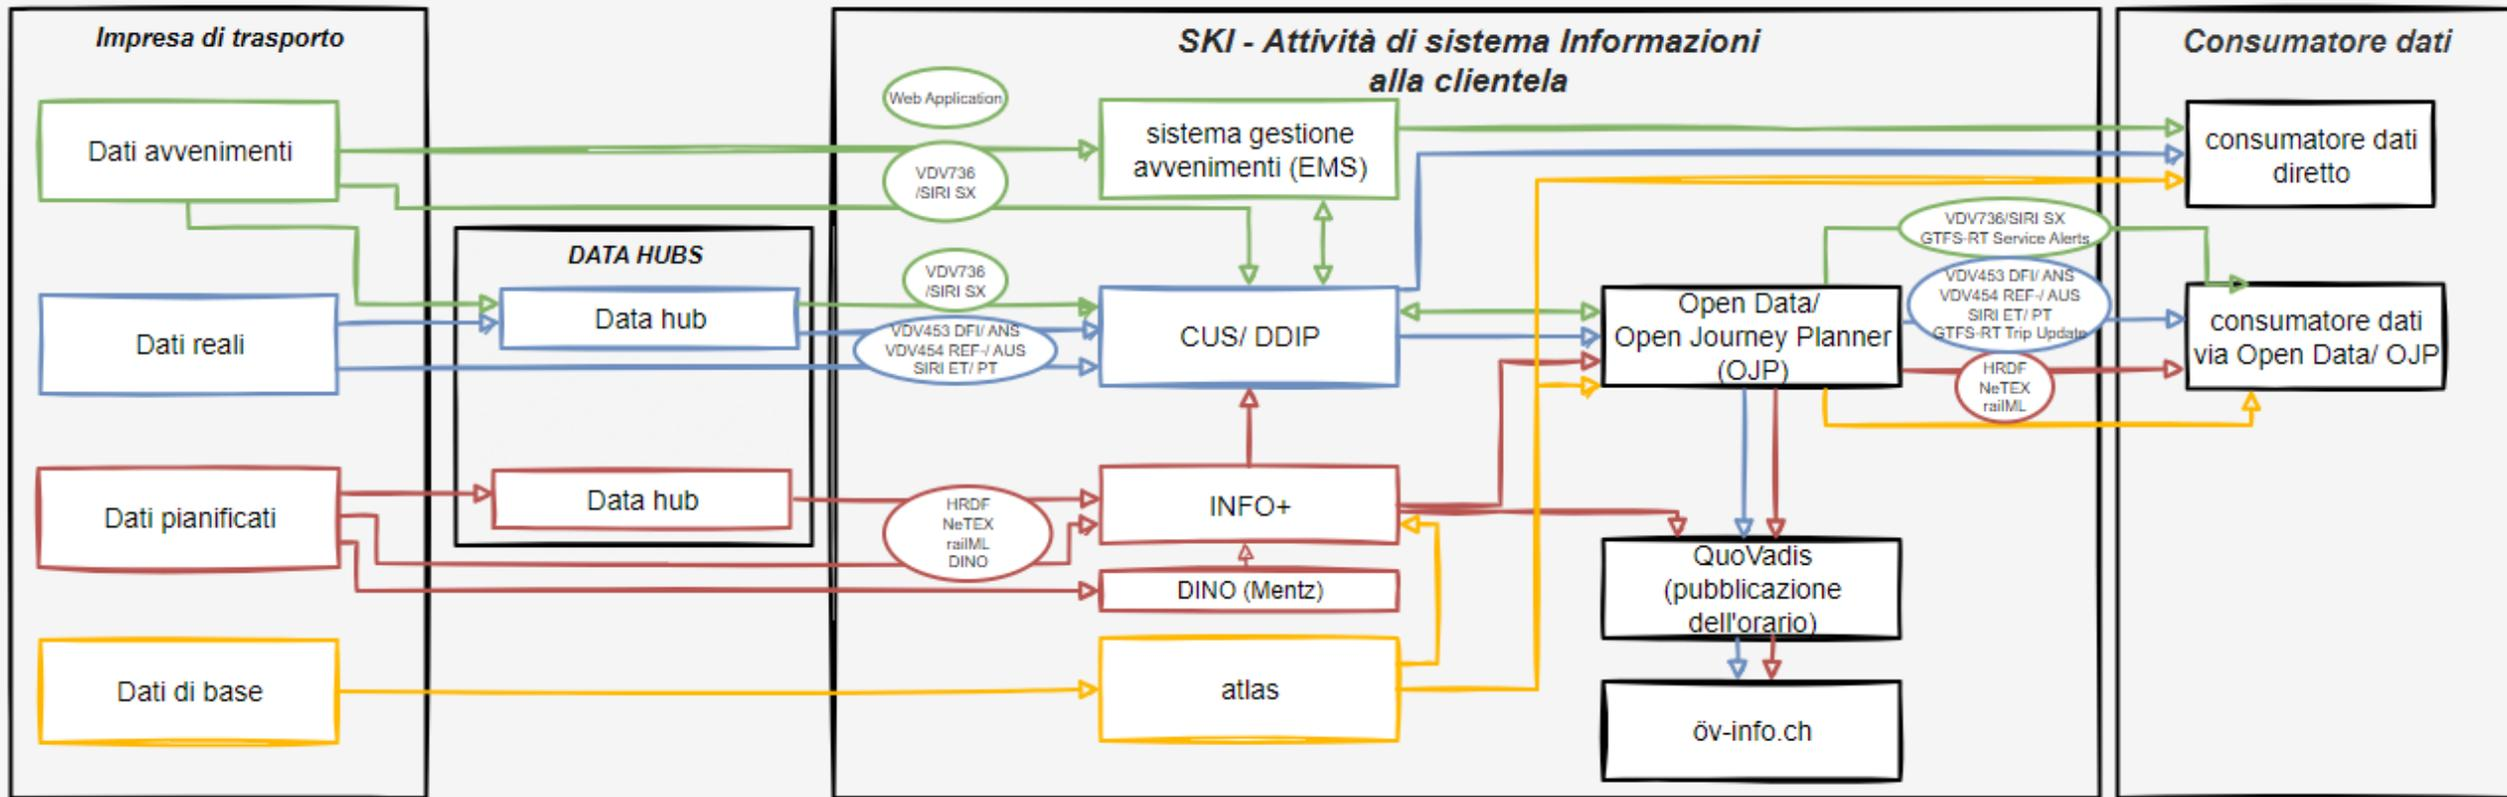 Impresa di trasporto
Dati avvenimenti
Dati reali
Dati pianificati
Dati di base
DATA HUBS
Data hub
Data hub
SKI - Attività di sistema Informazioni
alla clientela
Web Application
VDV736
/SIRI SX
VDV736
/SIRI SX
VDV453 DFI/ ANS
VDV454 REF-/ AUS
SIRI ET/ PT
HRDF
NeTEX
railML
DINO
sistema gestione
avvenimenti (EMS)
CUS/ DDIP
INFO+
DINO (Mentz)
atlas
Open Data/
Open Journey Planner
(OJP)
QuoVadis
(pubblicazione
dell'orario)
öv-info.ch
VDV736/SIRI SX
GTFS-RT Service Alerts
VDV453 DFI/ ANS
VDV454 REF-/ AUS
SIRI ET/ PT
GTFS-RT Trip Update
HRDF
NeTEX
railML
Consumatore dati
consumatore dati
diretto
consumatore dati
via Open Data/ OJP